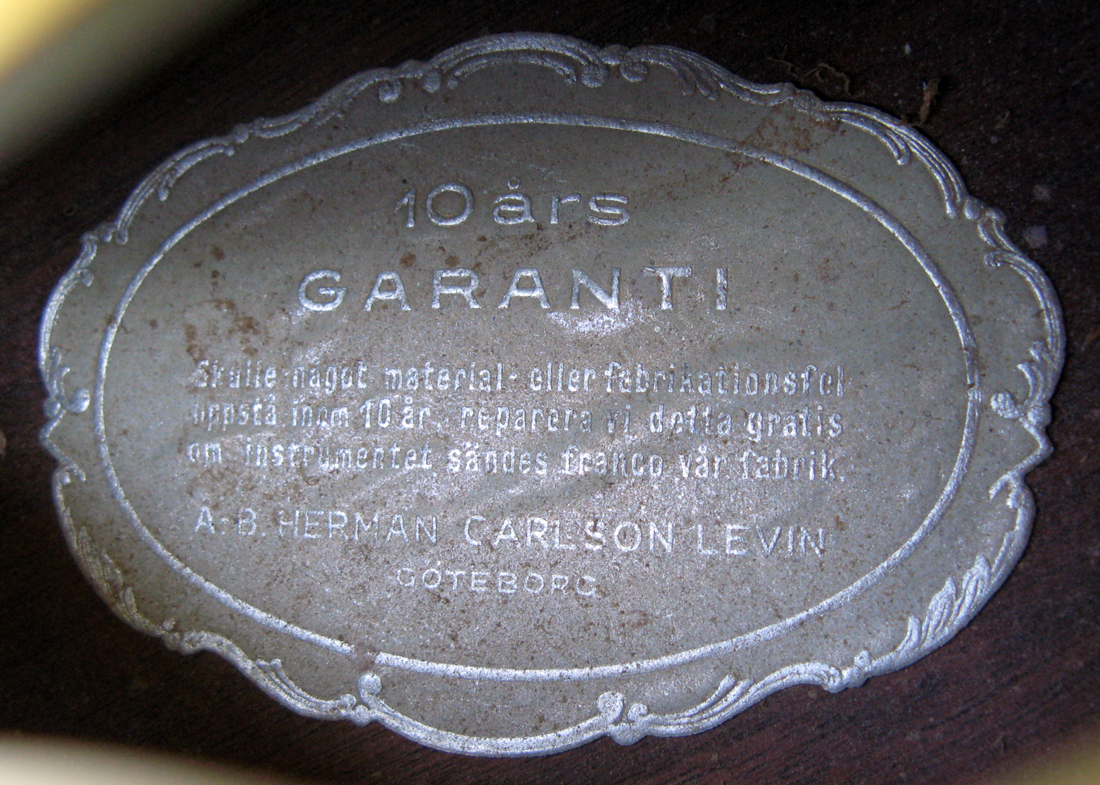 10 års
GARANTI
Skulle något material- eller fabrikationsfel
uppstå inom 10 år, reparera vi detta gratis
om instrumentet sändes franco vår fabrik.
A.-B. HERMAN CARLSON LEVIN
GÖTEBORG